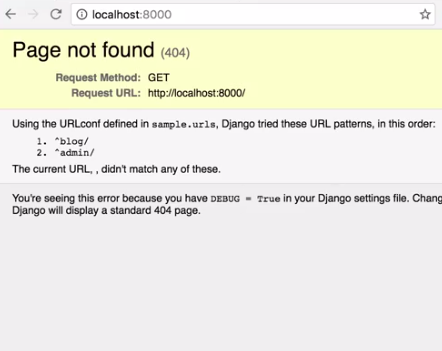 localhost:8000
Page not found (404)
Request Method: GET
Request URL: http://localhost:8000/
Using the URLconf defined in sample.urls, Django tried these URL patterns, in this order:
1. ^blog/
2. ^admin/
The current URL, , didn't match any of these.
You're seeing this error because you have DEBUG = True in your Django settings file. Chang
Django will display a standard 404 page.